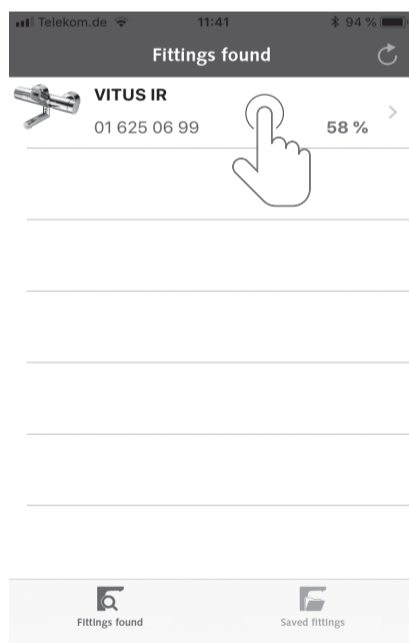 Telekom.de 11:41 94 %
Fittings found
VITUS IR
01 625 06 99 58 %
Fittings found Saved fittings